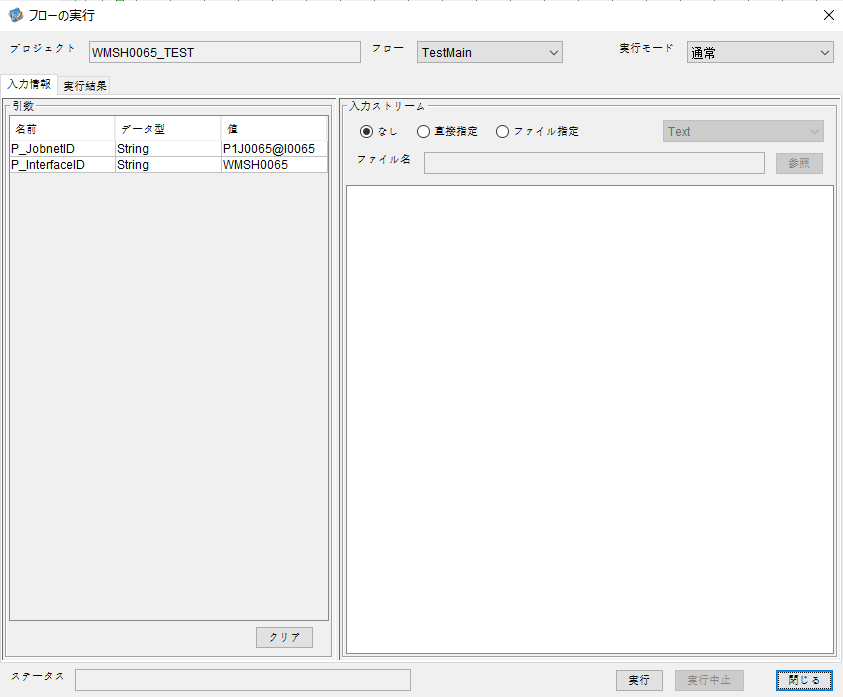 フローの実行
プロジェクト WMSH0065_TEST フロー TestMain 実行モード 通常
入力情報 実行結果
引数
名前 データ型 値
P_JobnetID String P1J0065@I0065
P_InterfaceID String WMSH0065
クリア
入力ストリーム
なし 直接指定 ファイル指定 Text
ファイル名 参照
ステータス 実行 実行中止 閉じる